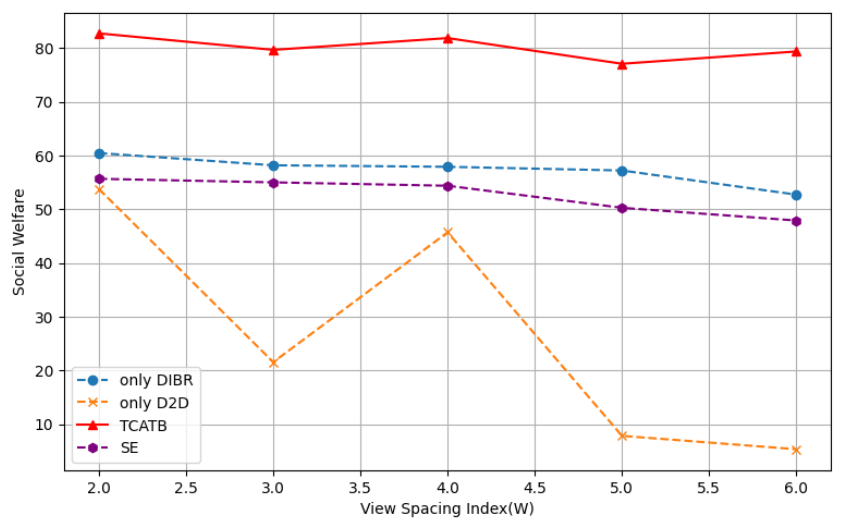 80
70
60
50
40
30
20
10
Social Welfare
only DIBR
only D2D
TCATB
SE
2.0 2.5 3.0 3.5 4.0 4.5 5.0 5.5 6.0
View Spacing Index(W)